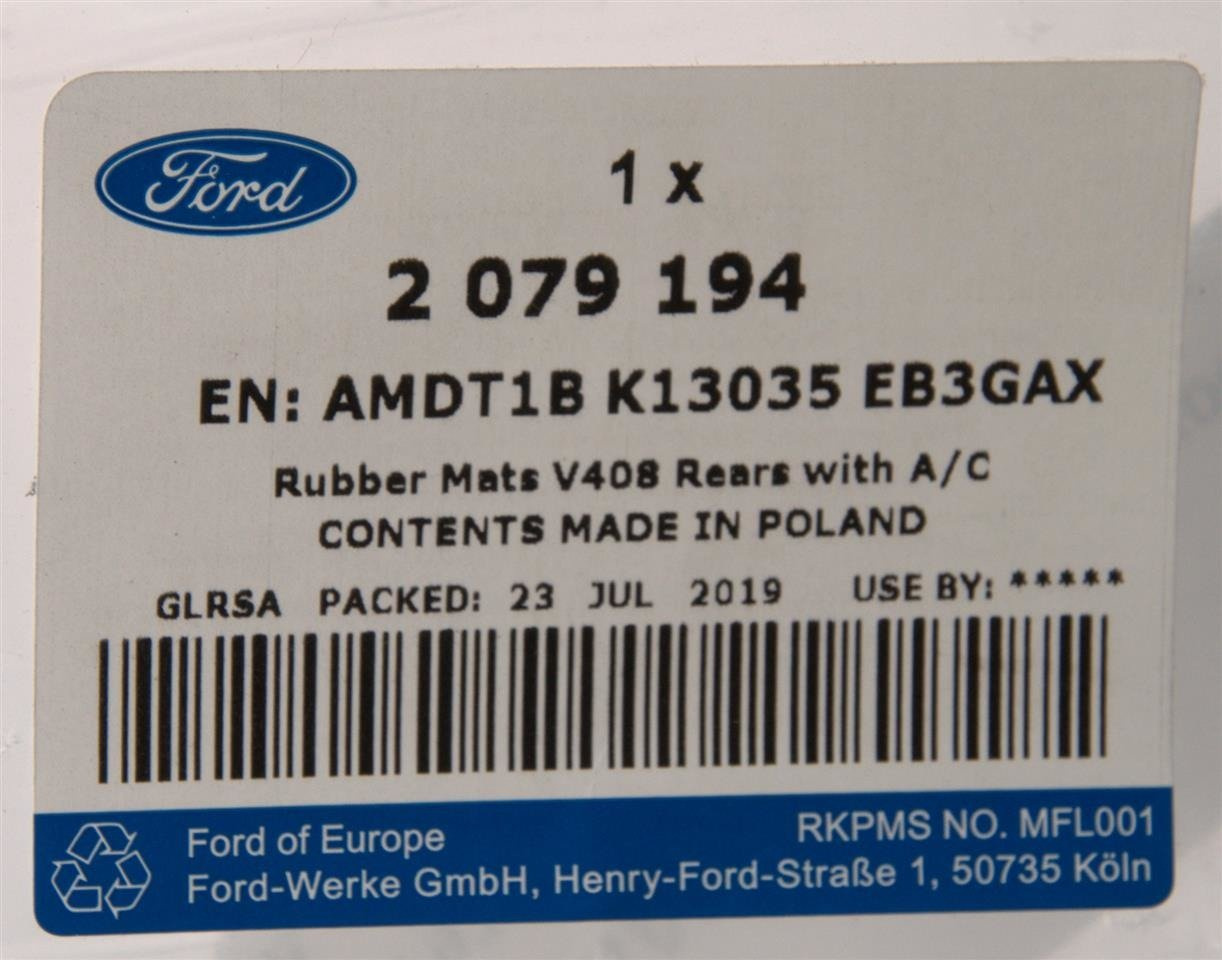 Ford
1 x
2 079 194
EN: AMDT1B K13035 EB3GAX
Rubber Mats V408 Rears with A/C
CONTENTS MADE IN POLAND
GLRSA PACKED: 23 JUL 2019 USE BY: *****
Ford of Europe RKPMS NO. MFL001
Ford-Werke GmbH, Henry-Ford-Straße 1, 50735 Köln